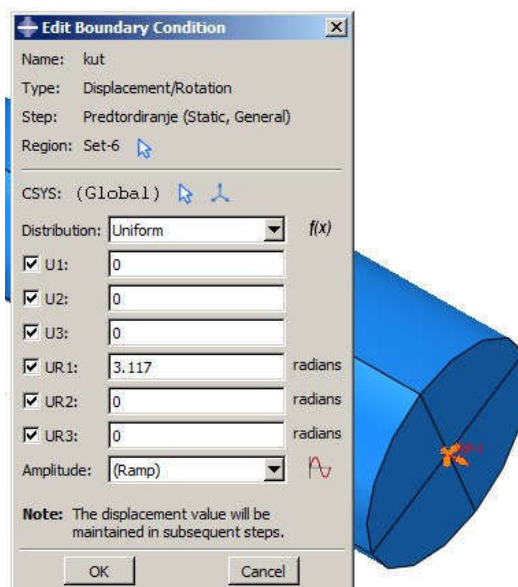 Edit Boundary Condition
Name: kut
Type: Displacement/Rotation
Step: Predtordiranje (Static, General)
Region: Set-6
CSYS: (Global)
Distribution: Uniform f(x)
U1: 0
U2: 0
U3: 0
UR1: 3.117 radians
UR2: 0 radians
UR3: 0 radians
Amplitude: (Ramp)
Note: The displacement value will be
maintained in subsequent steps.
OK Cancel